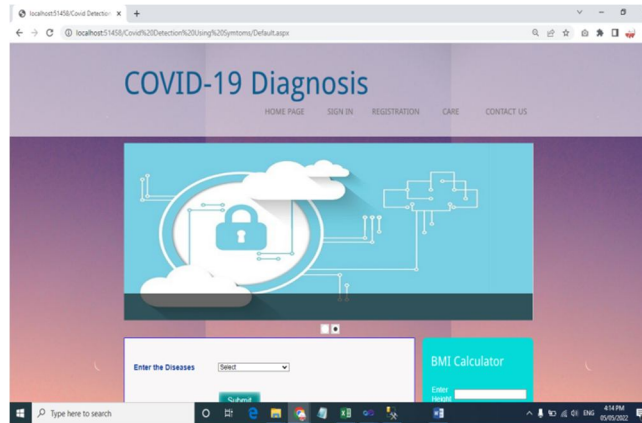 localhost:51458/Covid Detection
localhost:51458/Covid%20Detection%20Using%20Symtoms/Default.aspx
COVID-19 Diagnosis
HOME PAGE SIGN IN REGISTRATION CARE CONTACT US
Enter the Diseases Select
Submit
BMI Calculator
Enter
Height
Type here to search
ENG 4:14 PM
05/05/2022